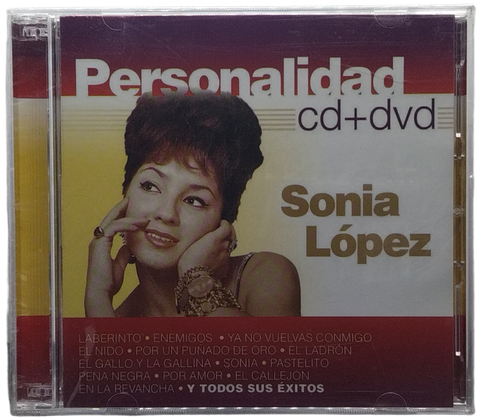 Personalidad
cd+dvd
Sonia
López
LABERINTO • ENEMIGOS • YA NO VUELVAS CONMIGO
EL NIDO • POR UN PUÑADO DE ORO • EL LADRÓN
EL GALLO Y LA GALLINA • SONIA • PASTELITO
PENA NEGRA • POR AMOR • EL CALLEJÓN
EN LA REVANCHA • Y TODOS SUS ÉXITOS